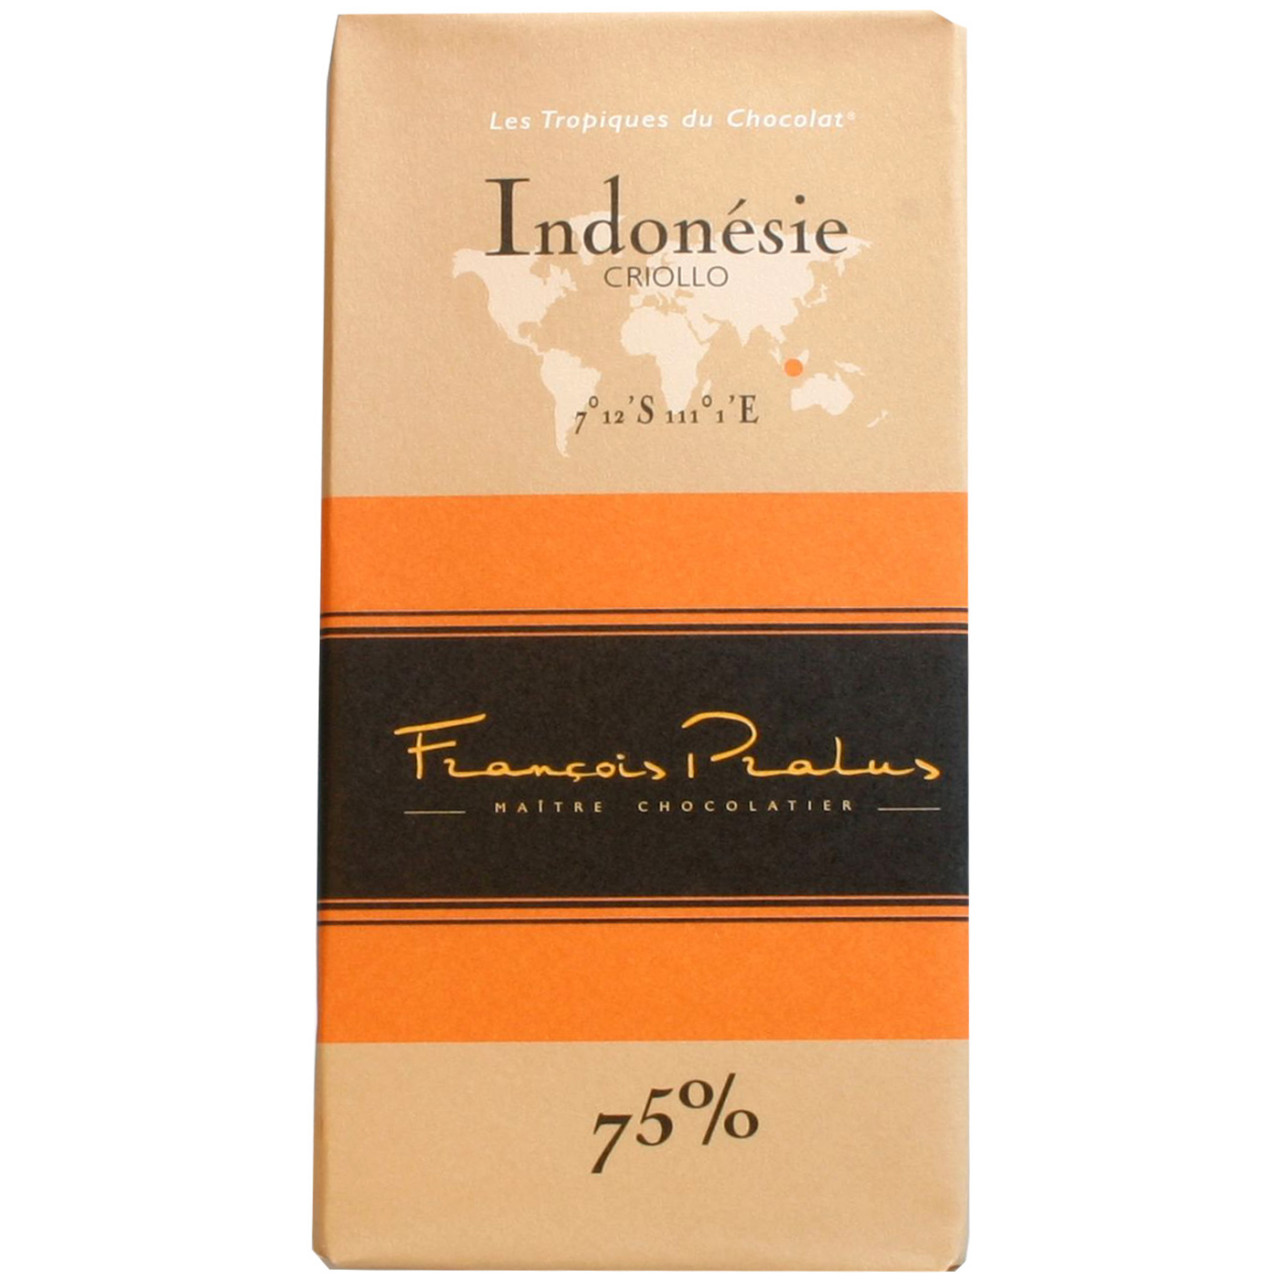 Les Tropiques du Chocolat®
Indonésie
CRIOLLO
7°12'S 111°1'E
François Pralus
MAÎTRE CHOCOLATIER
75%